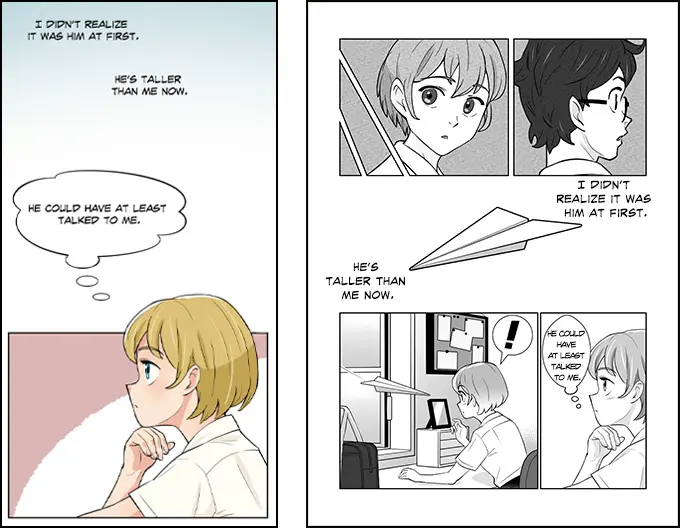 I DIDN'T REALIZE
IT WAS HIM AT FIRST.
HE'S TALLER
THAN ME NOW.
HE COULD HAVE AT LEAST
TALKED TO ME.
I DIDN'T
REALIZE IT WAS
HIM AT FIRST.
HE'S
TALLER THAN
ME NOW.
!
HE COULD
HAVE
AT LEAST
TALKED
TO ME.